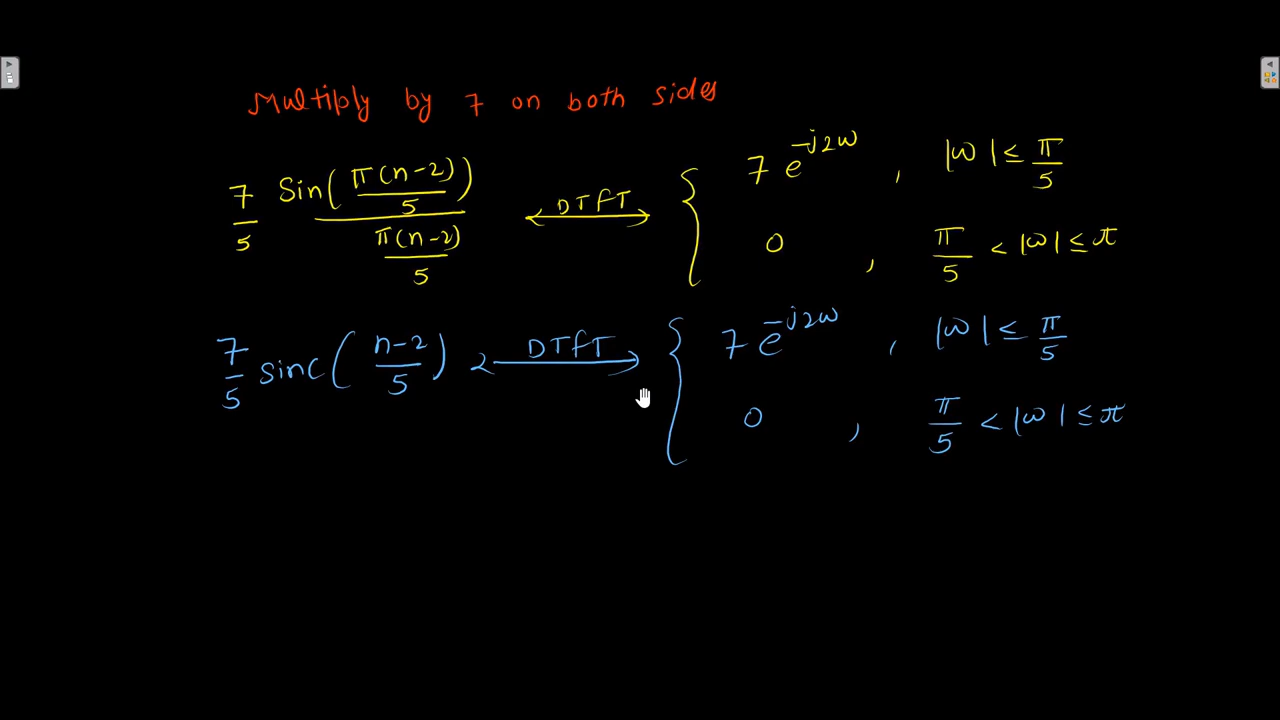 Multiply by 7 on both sides
7/5 Sin(π(n-2)/5) / (π(n-2)/5) ←DTFT→ { 7 e^{-j2ω} , |ω| ≤ π/5
0 , π/5 < |ω| ≤ π
7/5 sinc(n-2/5) ←DTFT→ { 7 e^{-j2ω} , |ω| ≤ π/5
0 , π/5 < |ω| ≤ π